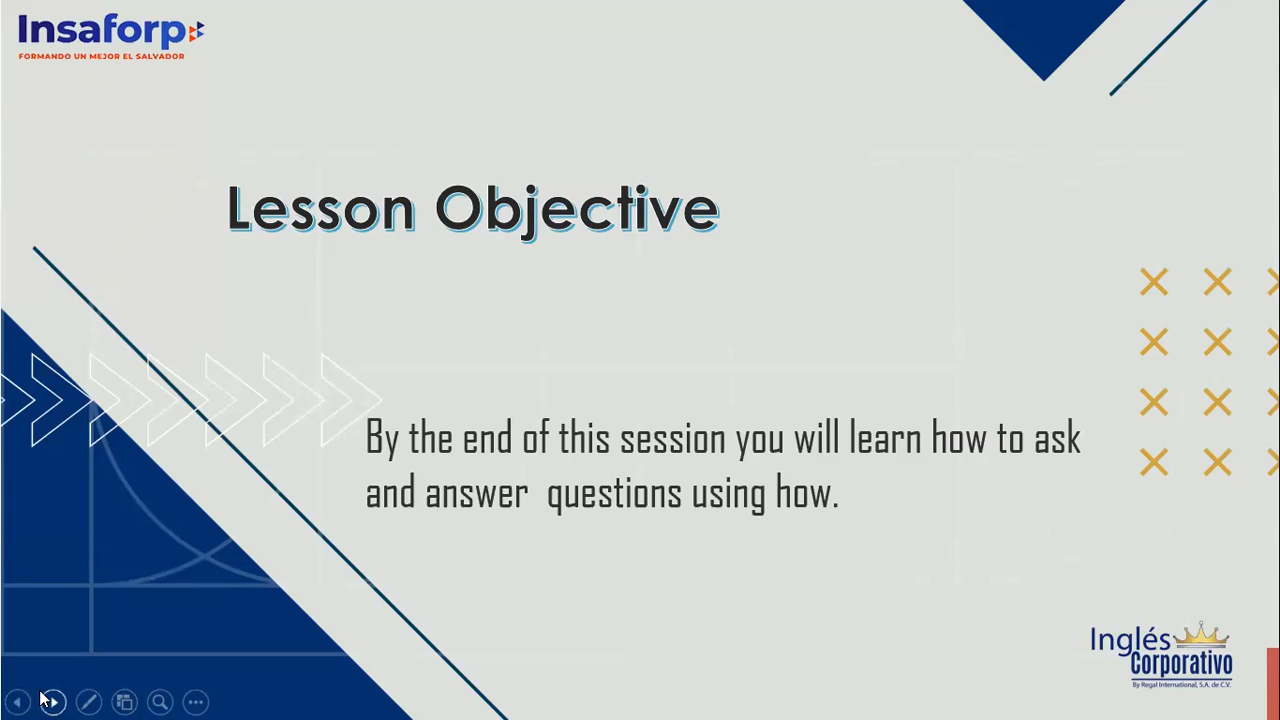 Insaforp
FORMANDO UN MEJOR EL SALVADOR
Lesson Objective
By the end of this session you will learn how to ask
and answer questions using how.
Inglés
Corporativo
By Regal International, S.A. de C.V.